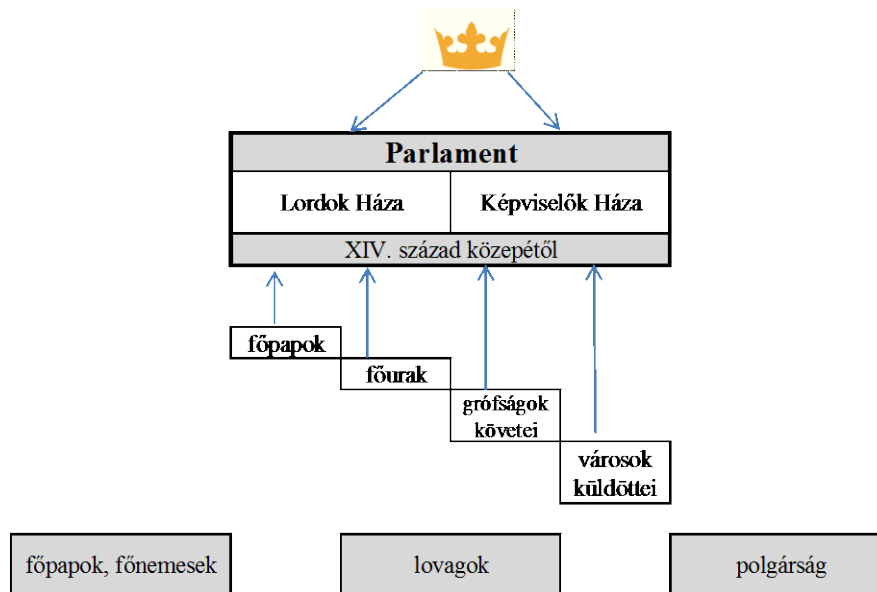 Parlament
Lordok Háza
Képviselők Háza
XIV. század közepétől
főpapok
főurak
grófságok
követei
városok
küldöttei
főpapok, főnemesek
lovagok
polgárság